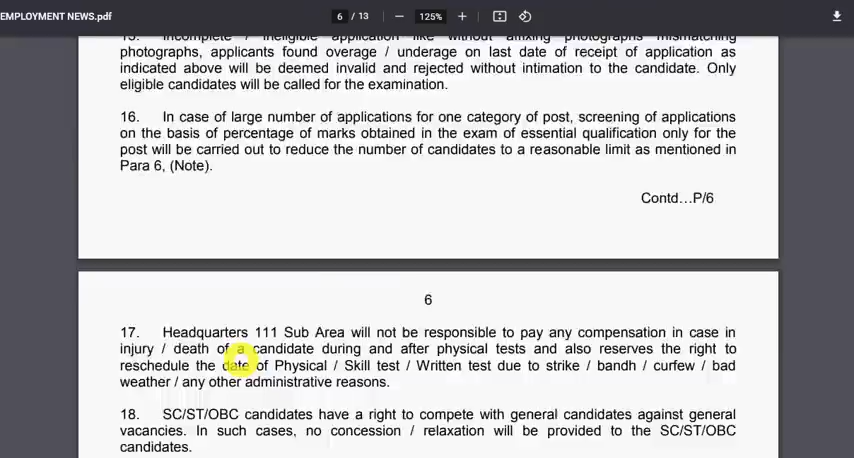 EMPLOYMENT NEWS.pdf
6 / 13
125%
15. Incomplete / ineligible application like without affixing photographs mismatching
photographs, applicants found overage / underage on last date of receipt of application as
indicated above will be deemed invalid and rejected without intimation to the candidate. Only
eligible candidates will be called for the examination.
16. In case of large number of applications for one category of post, screening of applications
on the basis of percentage of marks obtained in the exam of essential qualification only for the
post will be carried out to reduce the number of candidates to a reasonable limit as mentioned in
Para 6, (Note).
Contd...P/6
6
17. Headquarters 111 Sub Area will not be responsible to pay any compensation in case in
injury / death of a candidate during and after physical tests and also reserves the right to
reschedule the date of Physical / Skill test / Written test due to strike / bandh / curfew / bad
weather / any other administrative reasons.
18. SC/ST/OBC candidates have a right to compete with general candidates against general
vacancies. In such cases, no concession / relaxation will be provided to the SC/ST/OBC
candidates.